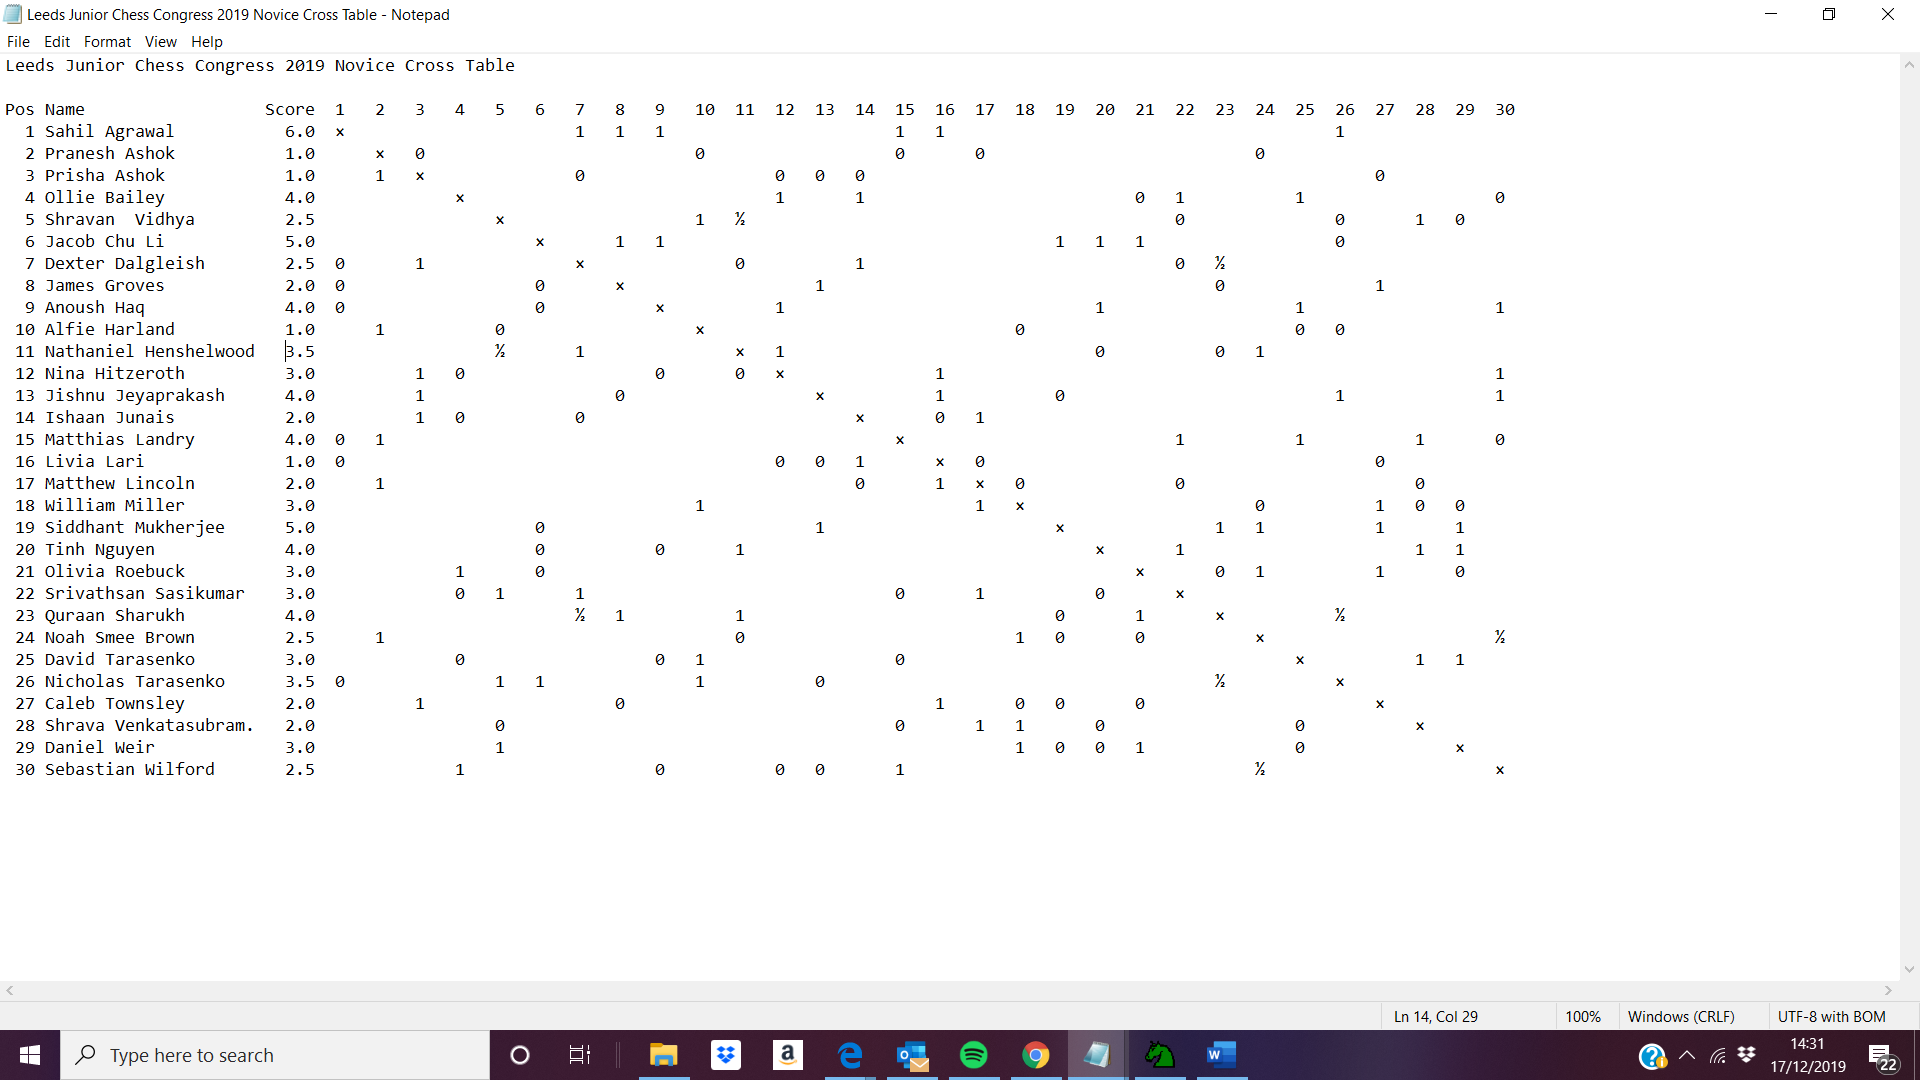 Leeds Junior Chess Congress 2019 Novice Cross Table - Notepad
File Edit Format View Help
Leeds Junior Chess Congress 2019 Novice Cross Table
Pos Name Score 1 2 3 4 5 6 7 8 9 10 11 12 13 14 15 16 17 18 19 20 21 22 23 24 25 26 27 28 29 30
1 Sahil Agrawal 6.0 × 1 1 1 1 1 1
2 Pranesh Ashok 1.0 × 0 0 0 0 0
3 Prisha Ashok 1.0 1 × 0 0 0 0 0
4 Ollie Bailey 4.0 × 1 1 0 1 1 0
5 Shravan  Vidhya 2.5 × 1 ½ 0 0 1 0
6 Jacob Chu Li 5.0 × 1 1 1 1 1 0
7 Dexter Dalgleish 2.5 0 1 × 0 1 0 ½
8 James Groves 2.0 0 0 × 1 0 1
9 Anoush Haq 4.0 0 0 × 1 1 1 1
10 Alfie Harland 1.0 1 0 × 0 0 0
11 Nathaniel Henshelwood 3.5 ½ 1 × 1 0 0 1
12 Nina Hitzeroth 3.0 1 0 0 0 × 1 1
13 Jishnu Jeyaprakash 4.0 1 0 × 1 0 1 1
14 Ishaan Junais 2.0 1 0 0 × 0 1
15 Matthias Landry 4.0 0 1 × 1 1 1 0
16 Livia Lari 1.0 0 0 0 1 × 0 0
17 Matthew Lincoln 2.0 1 0 1 × 0 0 0
18 William Miller 3.0 1 1 × 0 1 0 0
19 Siddhant Mukherjee 5.0 0 1 × 1 1 1 1
20 Tinh Nguyen 4.0 0 0 1 × 1 1 1
21 Olivia Roebuck 3.0 1 0 × 0 1 1 0
22 Srivathsan Sasikumar 3.0 0 1 1 0 1 0 ×
23 Quraan Sharukh 4.0 ½ 1 1 0 1 × ½
24 Noah Smee Brown 2.5 1 0 1 0 0 × ½
25 David Tarasenko 3.0 0 0 1 0 × 1 1
26 Nicholas Tarasenko 3.5 0 1 1 1 0 ½ ×
27 Caleb Townsley 2.0 1 0 1 0 0 0 ×
28 Shrava Venkatasubram. 2.0 0 0 1 1 0 0 ×
29 Daniel Weir 3.0 1 1 0 0 1 0 ×
30 Sebastian Wilford 2.5 1 0 0 0 1 ½ ×
Ln 14, Col 29 100% Windows (CRLF) UTF-8 with BOM
Type here to search
14:31
17/12/2019
22